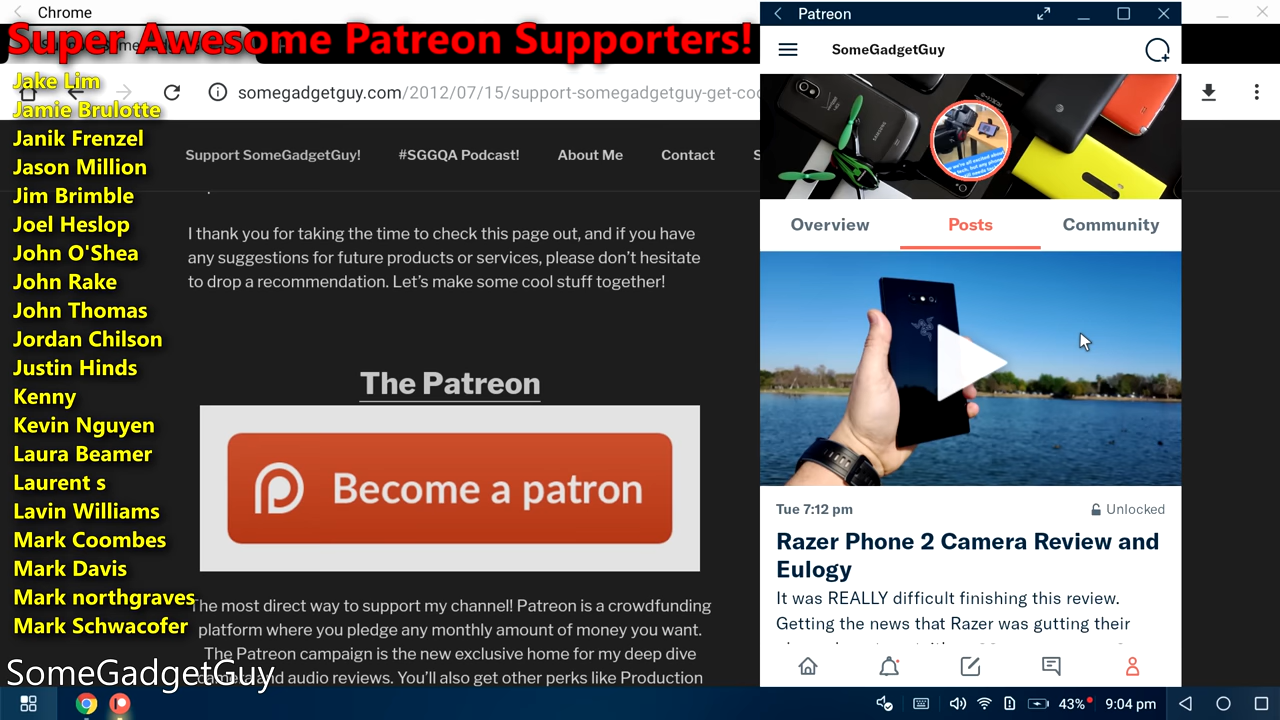 Chrome
Super Awesome Patreon Supporters!
Jake Lim
Jamie Brulotte
Janik Frenzel
Jason Million
Jim Brimble
Joel Heslop
John O'Shea
John Rake
John Thomas
Jordan Chilson
Justin Hinds
Kenny
Kevin Nguyen
Laura Beamer
Laurent s
Lavin Williams
Mark Coombes
Mark Davis
Mark northgraves
Mark Schwacofer
SomeGadgetGuy
somegadgetguy.com/2012/07/15/support-somegadgetguy-get-coo
Support SomeGadgetGuy!
#SGGQA Podcast!
About Me
Contact
I thank you for taking the time to check this page out, and if you have
any suggestions for future products or services, please don’t hesitate
to drop a recommendation. Let’s make some cool stuff together!
The Patreon
Become a patron
The most direct way to support my channel! Patreon is a crowdfunding
platform where you pledge any monthly amount of money you want.
The Patreon campaign is the new exclusive home for my deep dive
camera and audio reviews. You’ll also get other perks like Production
Patreon
SomeGadgetGuy
Overview
Posts
Community
Tue 7:12 pm
Unlocked
Razer Phone 2 Camera Review and
Eulogy
It was REALLY difficult finishing this review.
Getting the news that Razer was gutting their
43%
9:04 pm